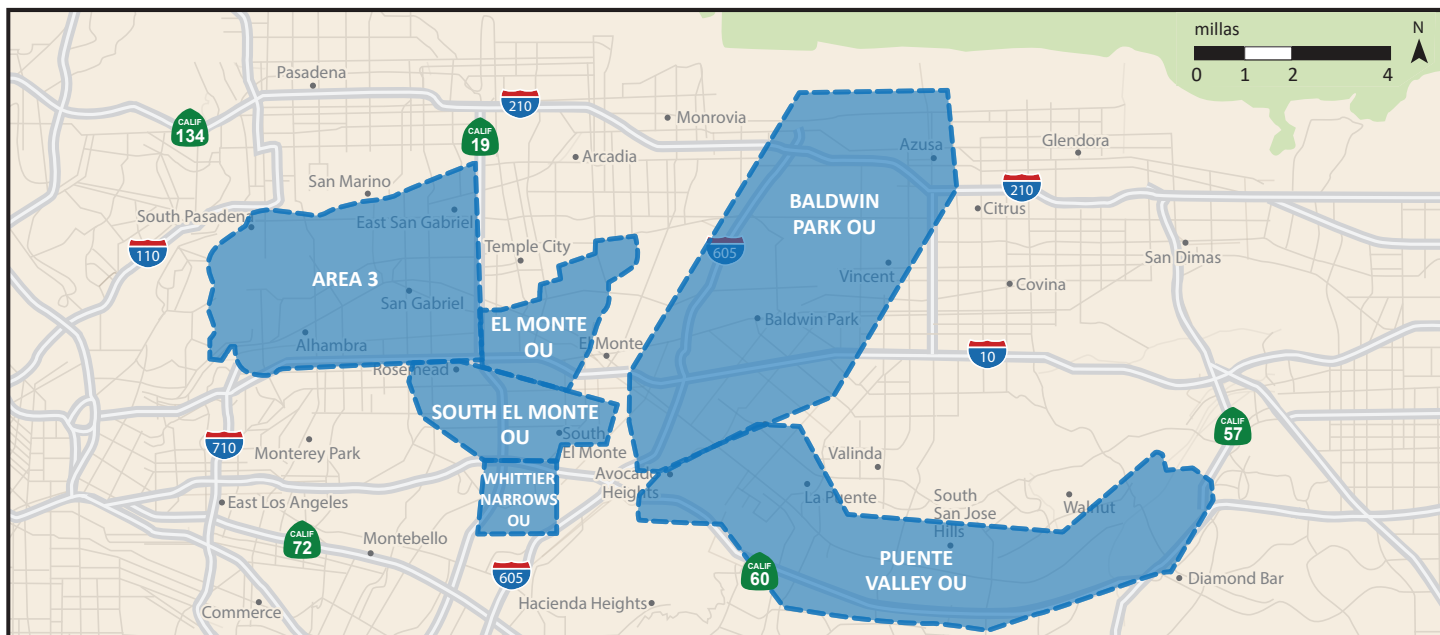 millas
N
0 1 2 4
Pasadena
CALIF
134
210
CALIF
19
Monrovia
Arcadia
Azusa
Glendora
San Marino
210
Citrus
South Pasadena
East San Gabriel
BALDWIN
PARK OU
110
Temple City
605
Vincent
San Dimas
AREA 3
San Gabriel
Covina
EL MONTE
OU
Baldwin Park
Alhambra
El Monte
10
Rosemead
SOUTH EL MONTE
OU
South
El Monte
CALIF
57
710
Monterey Park
Valinda
WHITTIER
NARROWS
OU
Avocado
Heights
La Puente
East Los Angeles
South
San Jose
Hills
Walnut
CALIF
72
Montebello
PUENTE
VALLEY OU
605
CALIF
60
Diamond Bar
Commerce
Hacienda Heights